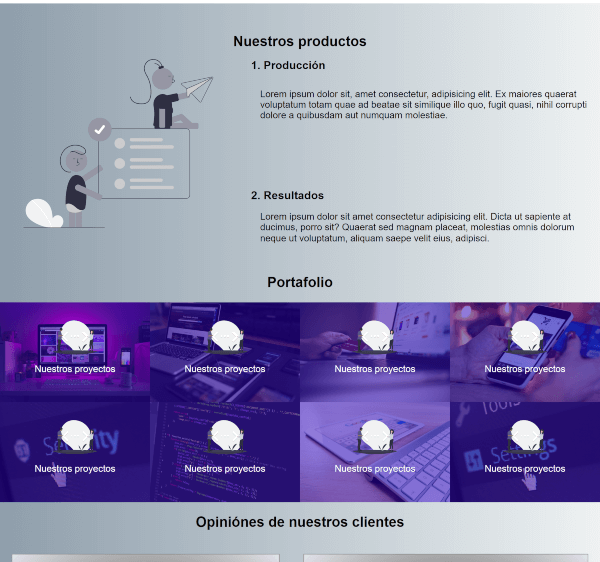 Nuestros productos
1. Producción
Lorem ipsum dolor sit, amet consectetur, adipisicing elit. Ex maiores quaerat
voluptatum totam quae ad beatae sit similique illo quo, fugit quasi, nihil corrupti
dolore a quibusdam aut numquam molestiae.
2. Resultados
Lorem ipsum dolor sit amet consectetur adipisicing elit. Dicta ut sapiente at
ducimus, porro sit? Quaerat sed magnam placeat, molestias omnis dolorum
neque ut voluptatum, aliquam saepe velit eius, adipisci.
Portafolio
Nuestros proyectos
Nuestros proyectos
Nuestros proyectos
Nuestros proyectos
Tools
Security
Settings
Nuestros proyectos
Nuestros proyectos
Nuestros proyectos
Nuestros proyectos
Opiniónes de nuestros clientes